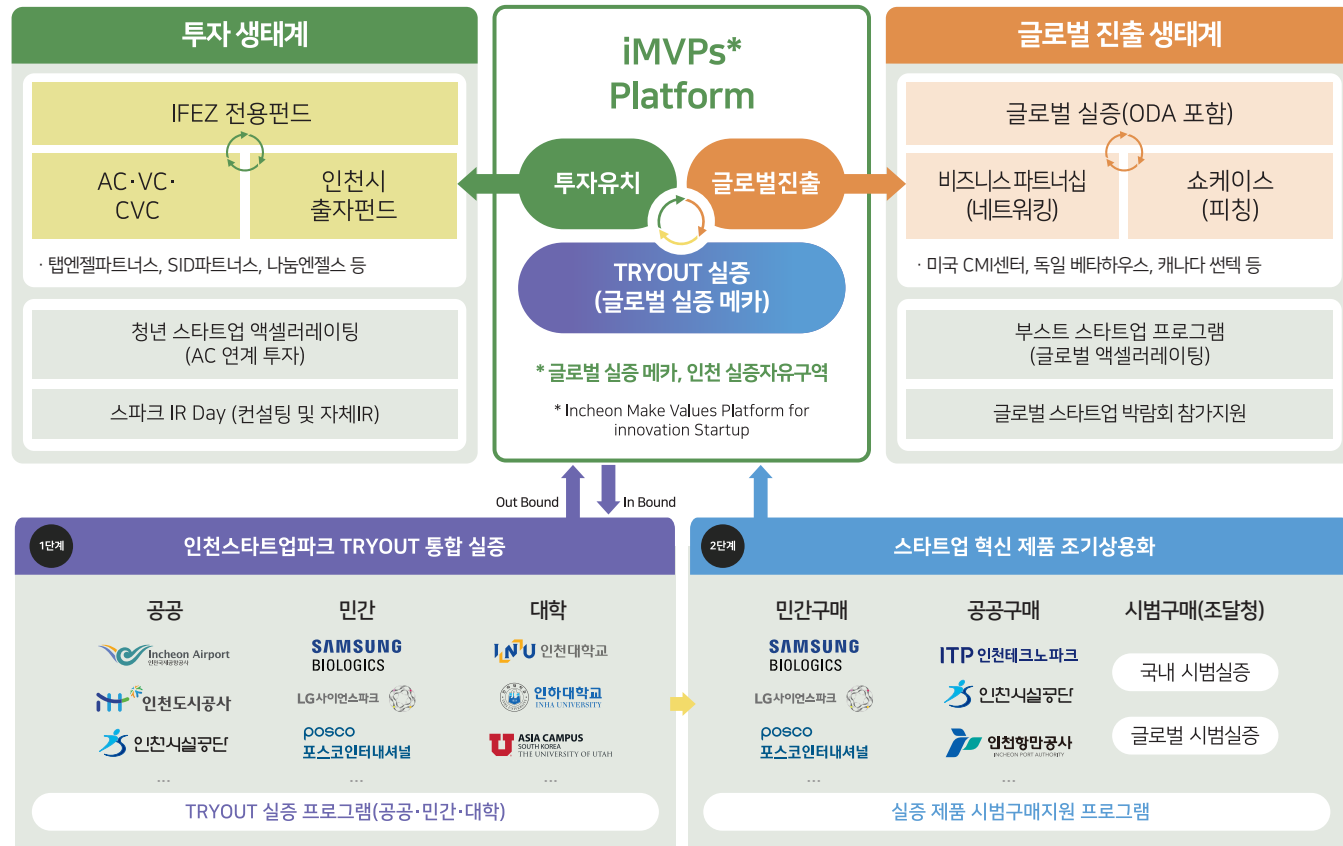 투자 생태계
IFEZ 전용펀드
AC·VC·
CVC
인천시
출자펀드
· 탭엔젤파트너스, SID파트너스, 나눔엔젤스 등
청년 스타트업 액셀러레이팅
(AC 연계 투자)
스파크 IR Day (컨설팅 및 자체IR)
iMVPs*
Platform
투자유치
글로벌진출
TRYOUT 실증
(글로벌 실증 메카)
* 글로벌 실증 메카, 인천 실증자유구역
* Incheon Make Values Platform for
innovation Startup
글로벌 진출 생태계
글로벌 실증(ODA 포함)
비즈니스 파트너십
(네트워킹)
쇼케이스
(피칭)
· 미국 CMI센터, 독일 베타하우스, 캐나다 썬텍 등
부스트 스타트업 프로그램
(글로벌 액셀러레이팅)
글로벌 스타트업 박람회 참가지원
Out Bound
In Bound
1단계
인천스타트업파크 TRYOUT 통합 실증
공공
Incheon Airport
인천국제공항공사
인천도시공사
인천시설공단
...
민간
SAMSUNG
BIOLOGICS
LG사이언스파크
posco
포스코인터내셔널
...
대학
INU 인천대학교
인하대학교
INHA UNIVERSITY
U ASIA CAMPUS
SOUTH KOREA
THE UNIVERSITY OF UTAH
...
TRYOUT 실증 프로그램(공공·민간·대학)
2단계
스타트업 혁신 제품 조기상용화
민간구매
SAMSUNG
BIOLOGICS
LG사이언스파크
posco
포스코인터내셔널
...
공공구매
ITP 인천테크노파크
인천시설공단
인천항만공사
INCHEON PORT AUTHORITY
...
시범구매(조달청)
국내 시범실증
글로벌 시범실증
실증 제품 시범구매지원 프로그램